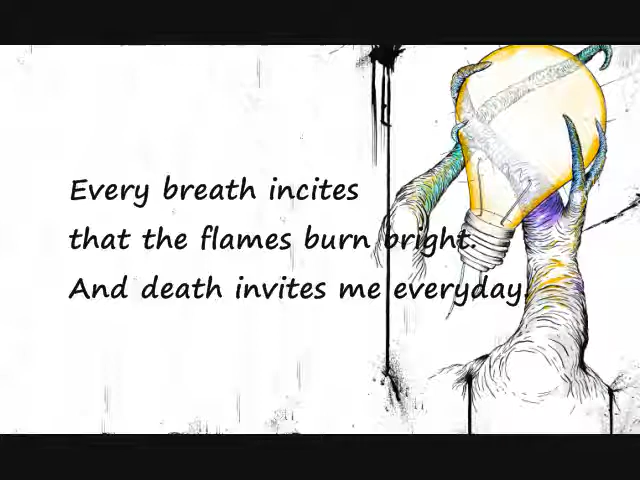 Every breath incites
that the flames burn bright.
And death invites me everyday.